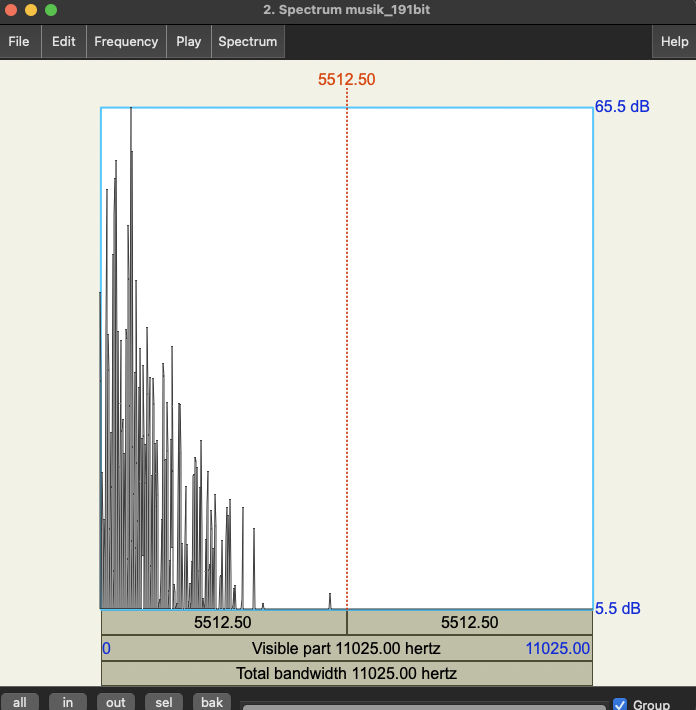 2. Spectrum musik_191bit
File Edit Frequency Play Spectrum Help
5512.50
65.5 dB
5.5 dB
5512.50 5512.50
0 Visible part 11025.00 hertz 11025.00
Total bandwidth 11025.00 hertz
all in out sel bak Group